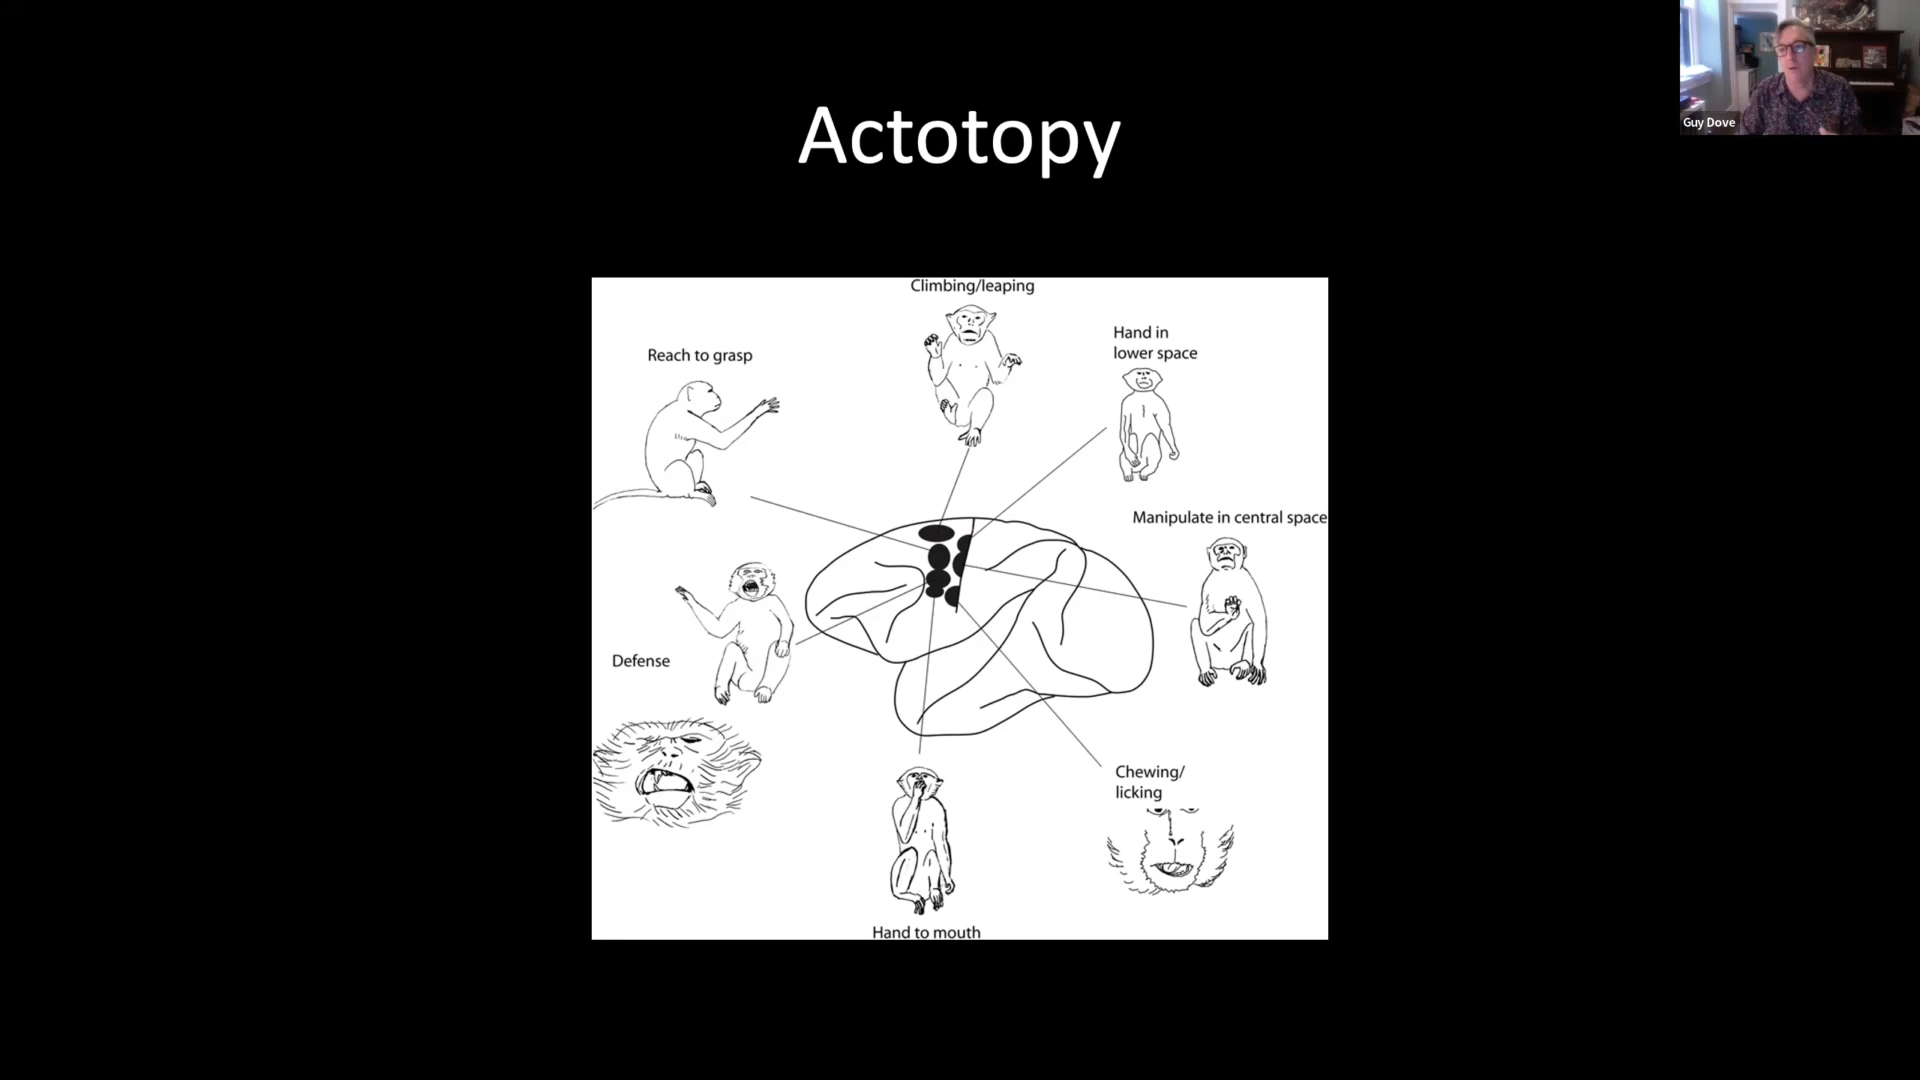 Actotopy
Guy Dove
Climbing/leaping
Hand in
lower space
Reach to grasp
Manipulate in central space
Defense
Chewing/
licking
Hand to mouth